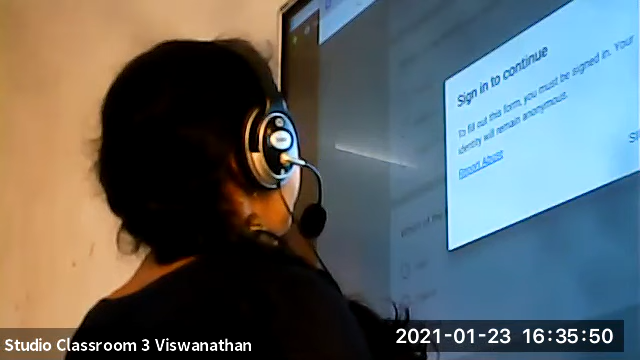 Sign in to continue
To fill out this form, you must be signed in. Your
identity will remain anonymous.
Report Abuse
Studio Classroom 3 Viswanathan
2021-01-23 16:35:50